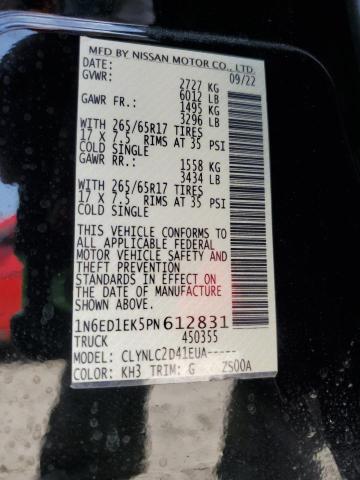 MFD BY NISSAN MOTOR CO., LTD.
DATE: 09/22
GVWR: 2727 KG
6012 LB
GAWR FR.: 1495 KG
3296 LB
WITH 265/65R17 TIRES
17 X 7.5 RIMS AT 35 PSI
COLD SINGLE
GAWR RR.: 1558 KG
3434 LB
WITH 265/65R17 TIRES
17 X 7.5 RIMS AT 35 PSI
COLD SINGLE
THIS VEHICLE CONFORMS TO
ALL APPLICABLE FEDERAL
MOTOR VEHICLE SAFETY AND
THEFT PREVENTION
STANDARDS IN EFFECT ON
THE DATE OF MANUFACTURE
SHOWN ABOVE.
1N6ED1EK5PN612831
TRUCK 450355
MODEL: CLYNLC2D41EUA-----
COLOR: KH3 TRIM: G ZS00A